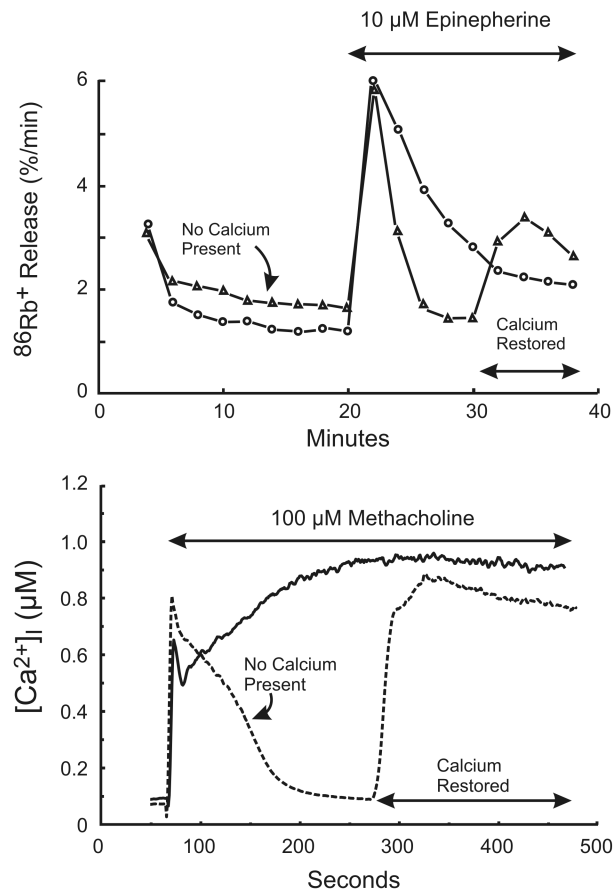 10 µM Epinepherine
6
4
2
0
86Rb+ Release (%/min)
No Calcium
Present
Calcium
Restored
0
10
20
30
40
Minutes
1.2
1.0
0.8
0.6
0.4
0.2
0
[Ca2+]I (µM)
100 µM Methacholine
No Calcium
Present
Calcium
Restored
0
100
200
300
400
500
Seconds